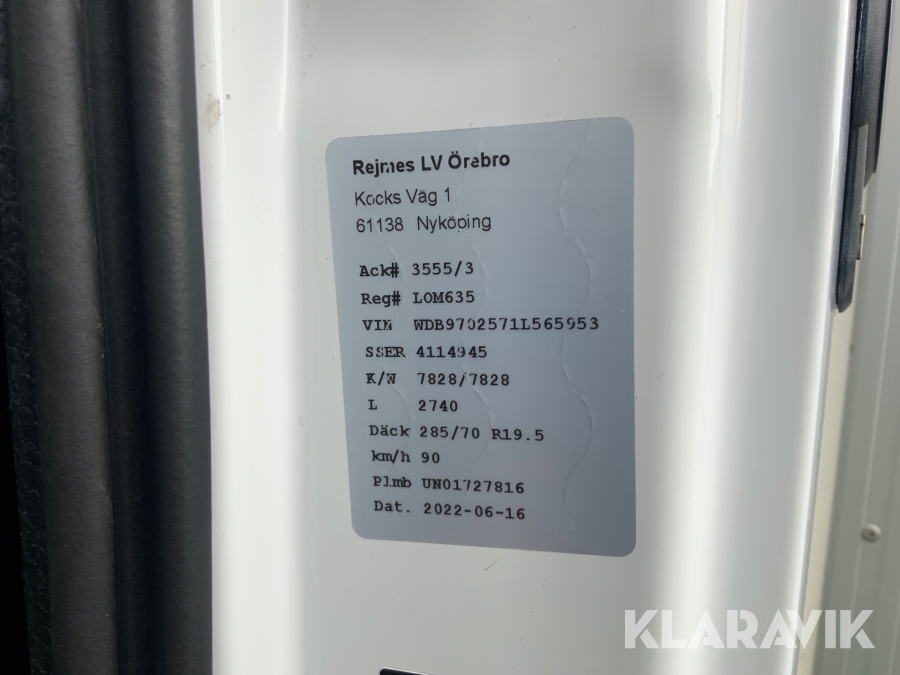 Rejmes LV Örebro
Kocks Väg 1
61138 Nyköping
Ack# 3555/3
Reg# LOM635
VIN WDB9702571L565953
SSER 4114945
K/W 7828/7828
L 2740
Däck 285/70 R19.5
km/h 90
Plmb UN01727816
Dat. 2022-06-16
KLARAVIK